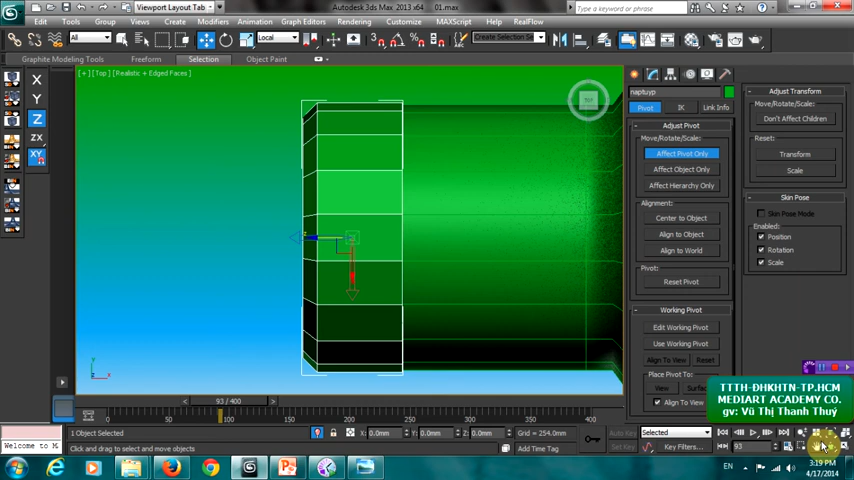 Viewport Layout Tab
Autodesk 3ds Max 2013 x64
01.max
Type a keyword or phrase
Edit Tools Group Views Create Modifiers Animation Graph Editors Rendering Customize MAXScript Help RealFlow
All
Local
Create Selection Se
Graphite Modeling Tools Freeform Selection Object Paint
[ + ] [ Top ] [ Realistic + Edged Faces ]
X
Y
Z
ZX
XY
BIN
BIN
BIN
TOP
z
y
x
naptuyp
Pivot IK Link Info
Adjust Pivot
Move/Rotate/Scale:
Affect Pivot Only
Affect Object Only
Affect Hierarchy Only
Alignment:
Center to Object
Align to Object
Align to World
Pivot:
Reset Pivot
Working Pivot
Edit Working Pivot
Use Working Pivot
Align To View Reset
Place Pivot To:
View Surfac
Align To View
Adjust Transform
Move/Rotate/Scale:
Don't Affect Children
Reset:
Transform
Scale
Skin Pose
Skin Pose Mode
Enabled:
Position
Rotation
Scale
TTTH-ĐHKHTN-TP.HCM
MEDIART ACADEMY CO.
gv: Vũ Thị Thanh Thuý
93 / 400
0 50 100 150 200 250 300 350 400
1 Object Selected
X: 0.0mm Y: 0.0mm Z: 0.0mm Grid = 254.0mm
Selected
Welcome to M
Click and drag to select and move objects
Add Time Tag
Key Filters...
93
EN
3:19 PM
4/17/2014